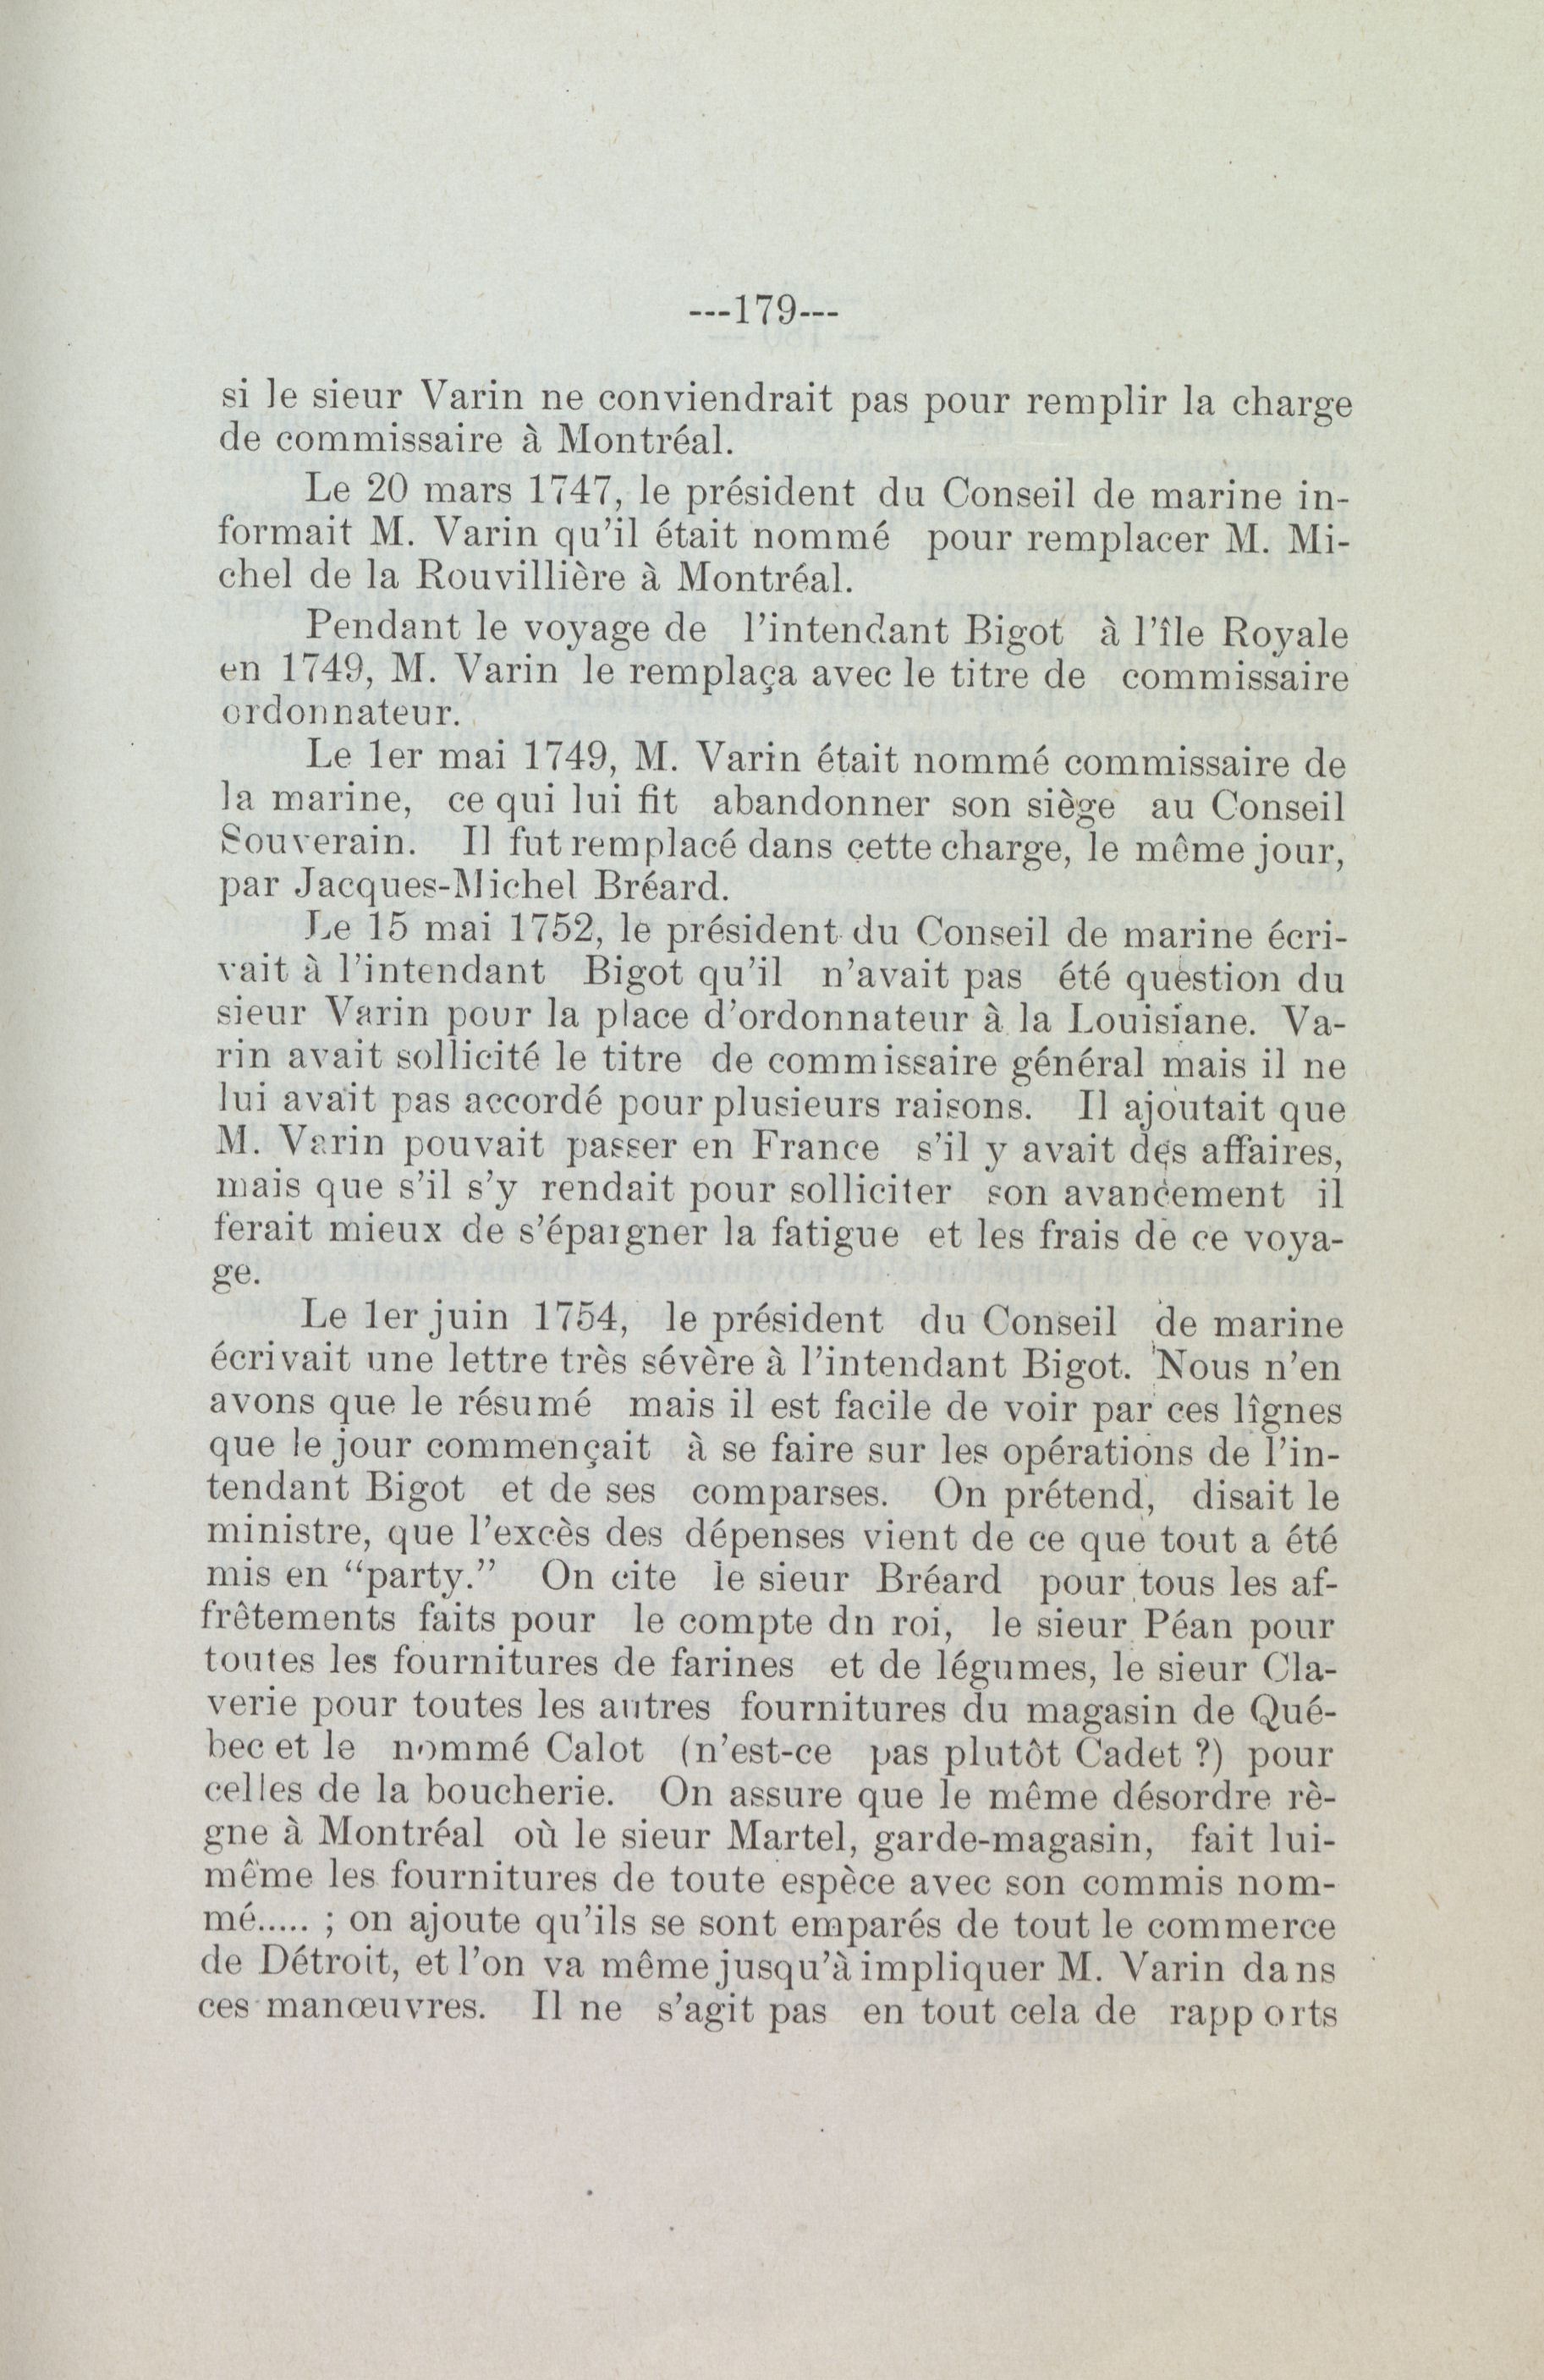 ---179---
si le sieur Varin ne conviendrait pas pour remplir la charge
de commissaire à Montréal.
Le 20 mars 1747, le président du Conseil de marine in-
formait M. Varin qu'il était nommé pour remplacer M. Mi-
chel de la Rouvillière à Montréal.
Pendant le voyage de l'intendant Bigot à l'île Royale
en 1749, M. Varin le remplaça avec le titre de commissaire
ordonnateur.
Le 1er mai 1749, M. Varin était nommé commissaire de
la marine, ce qui lui fit abandonner son siège au Conseil
Souverain. Il fut remplacé dans cette charge, le même jour,
par Jacques-Michel Bréard.
Le 15 mai 1752, le président du Conseil de marine écri-
vait à l'intendant Bigot qu'il n'avait pas été question du
sieur Varin pour la place d'ordonnateur à la Louisiane. Va-
rin avait sollicité le titre de commissaire général mais il ne
lui avait pas accordé pour plusieurs raisons. Il ajoutait que
M. Varin pouvait passer en France s'il y avait des affaires,
mais que s'il s'y rendait pour solliciter son avancement il
ferait mieux de s'épargner la fatigue et les frais de ce voya-
ge.
Le 1er juin 1754, le président du Conseil de marine
écrivait une lettre très sévère à l'intendant Bigot. Nous n'en
avons que le résumé mais il est facile de voir par ces lîgnes
que le jour commençait à se faire sur les opérations de l'in-
tendant Bigot et de ses comparses. On prétend, disait le
ministre, que l'excès des dépenses vient de ce que tout a été
mis en “party.” On cite le sieur Bréard pour tous les af-
frêtements faits pour le compte dn roi, le sieur Péan pour
toutes les fournitures de farines et de légumes, le sieur Cla-
verie pour toutes les autres fournitures du magasin de Qué-
bec et le nommé Calot (n'est-ce pas plutôt Cadet ?) pour
celles de la boucherie. On assure que le même désordre rè-
gne à Montréal où le sieur Martel, garde-magasin, fait lui-
même les fournitures de toute espèce avec son commis nom-
mé..... ; on ajoute qu'ils se sont emparés de tout le commerce
de Détroit, et l'on va même jusqu'à impliquer M. Varin dans
ces manœuvres. Il ne s'agit pas en tout cela de rapports